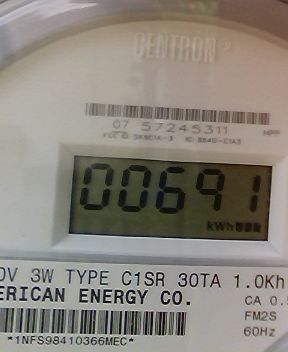 CENTRON®
07 57245311
00691
kWh
0V 3W TYPE C1SR 30TA 1.0Kh
ERICAN ENERGY CO.
CA 0.5
FM2S
60Hz
*1NFS98410366MEC*